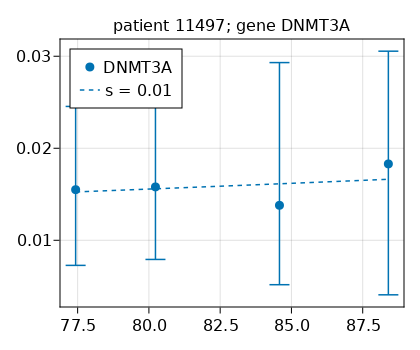 patient 11497; gene DNMT3A
0.03
DNMT3A
s = 0.01
0.02
0.01
77.5 80.0 82.5 85.0 87.5